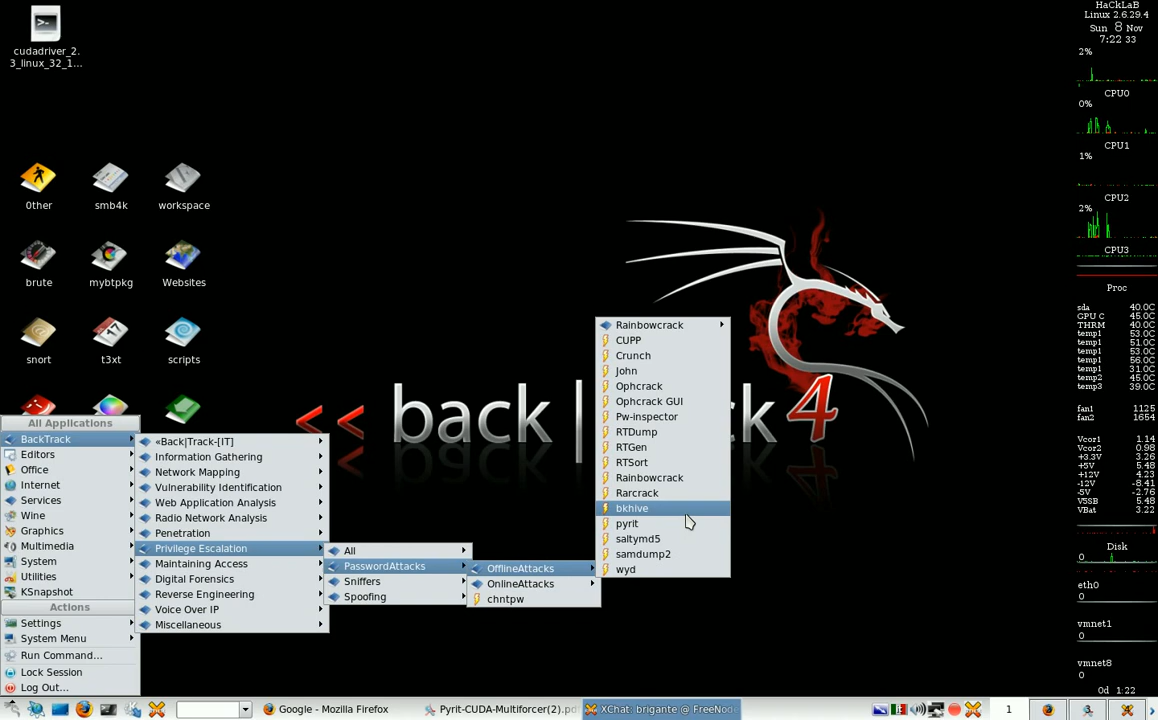 cudadriver_2.
3_linux_32_1...
0ther
smb4k
workspace
brute
mybtpkg
Websites
snort
t3xt
scripts
<< back | track 4
All Applications
BackTrack
Editors
Office
Internet
Services
Wine
Graphics
Multimedia
System
Utilities
KSnapshot
Actions
Settings
System Menu
Run Command...
Lock Session
Log Out...
«Back|Track-[IT]
Information Gathering
Network Mapping
Vulnerability Identification
Web Application Analysis
Radio Network Analysis
Penetration
Privilege Escalation
Maintaining Access
Digital Forensics
Reverse Engineering
Voice Over IP
Miscellaneous
All
PasswordAttacks
Sniffers
Spoofing
OfflineAttacks
OnlineAttacks
chntpw
Rainbowcrack
CUPP
Crunch
John
Ophcrack
Ophcrack GUI
Pw-inspector
RTDump
RTGen
RTSort
Rainbowcrack
Rarcrack
bkhive
pyrit
saltymd5
samdump2
wyd
HaCkLaB
Linux 2.6.29.4
Sun 8 Nov
7:22 33
2%
CPU0
0%
CPU1
1%
CPU2
2%
CPU3
Proc
sda 40.0C
GPU C 45.0C
THRM 40.0C
temp1 53.0C
temp1 51.0C
temp1 53.0C
temp1 56.0C
temp1 31.0C
temp2 45.0C
temp3 39.0C
fan1 1125
fan2 1654
Vcor1 1.14
Vcor2 0.98
+3.3V 3.26
+5V 5.48
+12V 4.23
-12V -8.41
-5V -2.76
V5SB 5.48
VBat 3.22
Disk
0
eth0
0
vmnet1
0
vmnet8
0
0d 1:22
Google - Mozilla Firefox
Pyrit-CUDA-Multiforcer(2).pd
XChat: brigante @ FreeNode
1